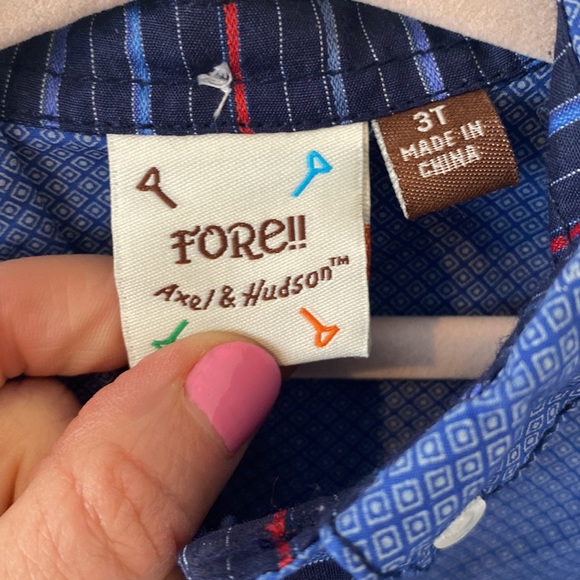 FORe!!
Axel & Hudson™
3T
MADE IN
CHINA